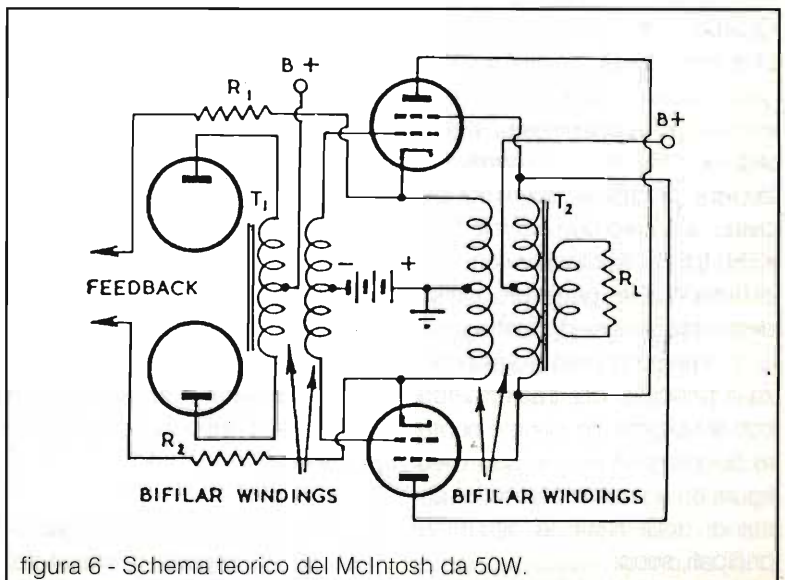 B +
R1
B+
T1
T2
- +
FEEDBACK
RL
R2
BIFILAR WINDINGS
BIFILAR WINDINGS
figura 6 - Schema teorico del McIntosh da 50W.